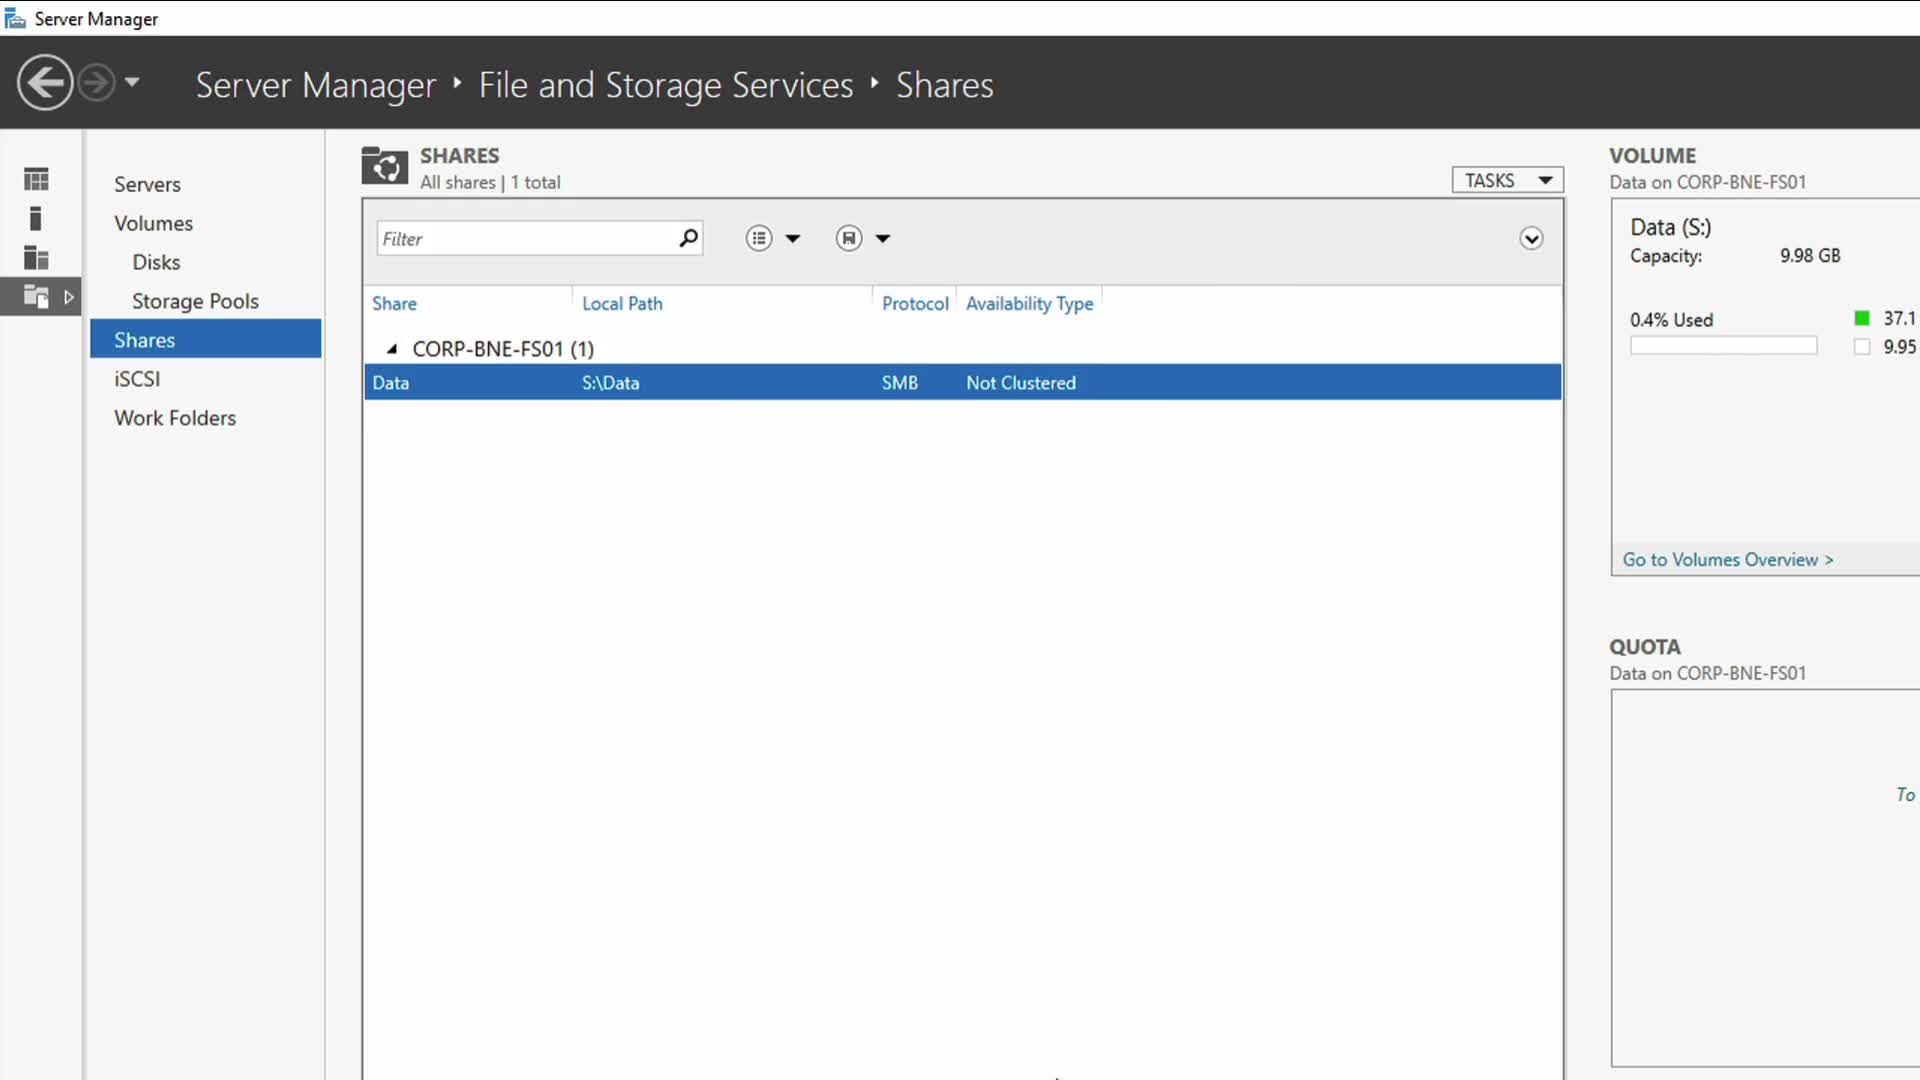 Server Manager
Server Manager ‣ File and Storage Services ‣ Shares
Servers
Volumes
Disks
Storage Pools
Shares
iSCSI
Work Folders
SHARES
All shares | 1 total
TASKS
Filter
Share Local Path Protocol Availability Type
CORP-BNE-FS01 (1)
Data S:\Data SMB Not Clustered
VOLUME
Data on CORP-BNE-FS01
Data (S:)
Capacity: 9.98 GB
0.4% Used
37.1
9.95
Go to Volumes Overview >
QUOTA
Data on CORP-BNE-FS01
To